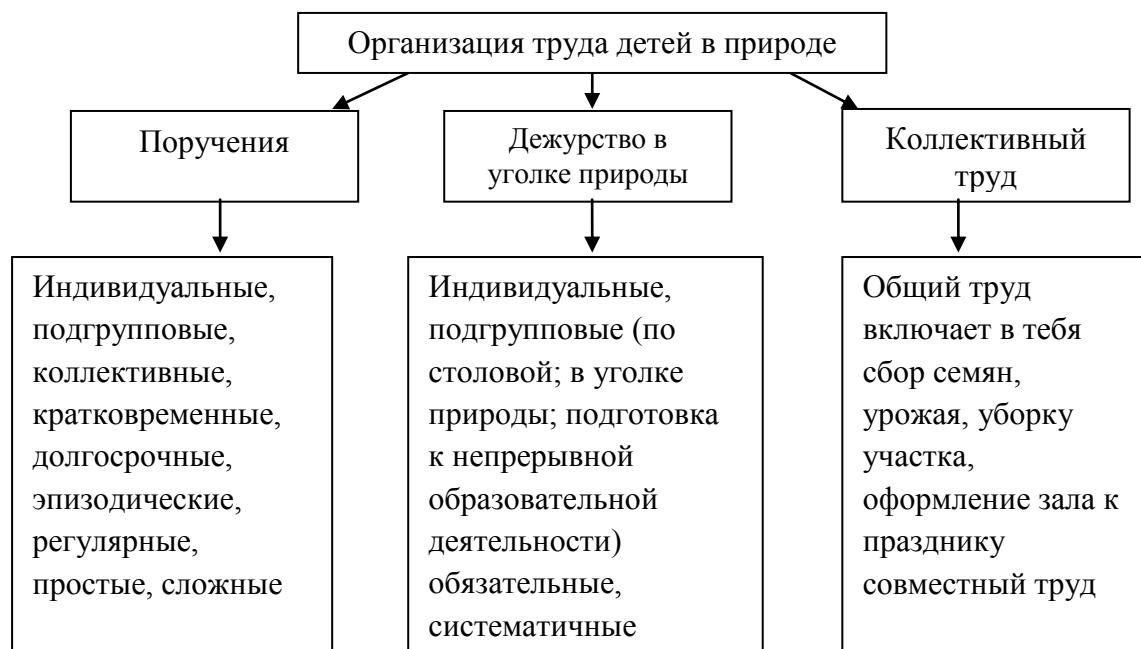 Организация труда детей в природе
Поручения
Дежурство в
уголке природы
Коллективный
труд
Индивидуальные,
подгрупповые,
коллективные,
кратковременные,
долгосрочные,
эпизодические,
регулярные,
простые, сложные
Индивидуальные,
подгрупповые (по
столовой; в уголке
природы; подготовка
к непрерывной
образовательной
деятельности)
обязательные,
систематичные
Общий труд
включает в тебя
сбор семян,
урожая, уборку
участка,
оформление зала к
празднику
совместный труд